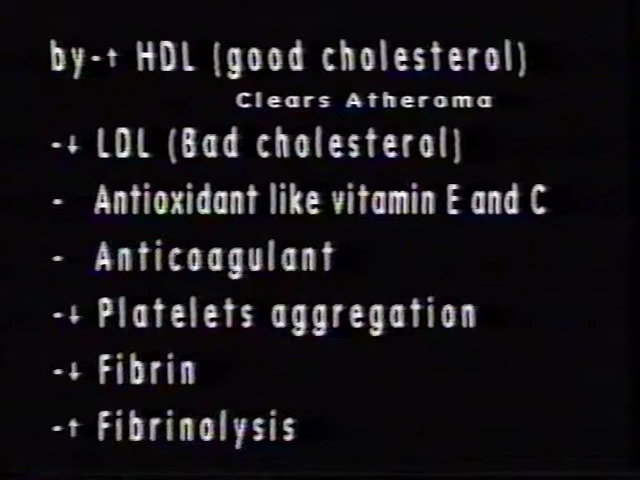 by-↑ HDL (good cholesterol)
Clears Atheroma
-↓ LDL (Bad cholesterol)
- Antioxidant like vitamin E and C
- Anticoagulant
-↓ Platelets aggregation
-↓ Fibrin
-↑ Fibrinolysis